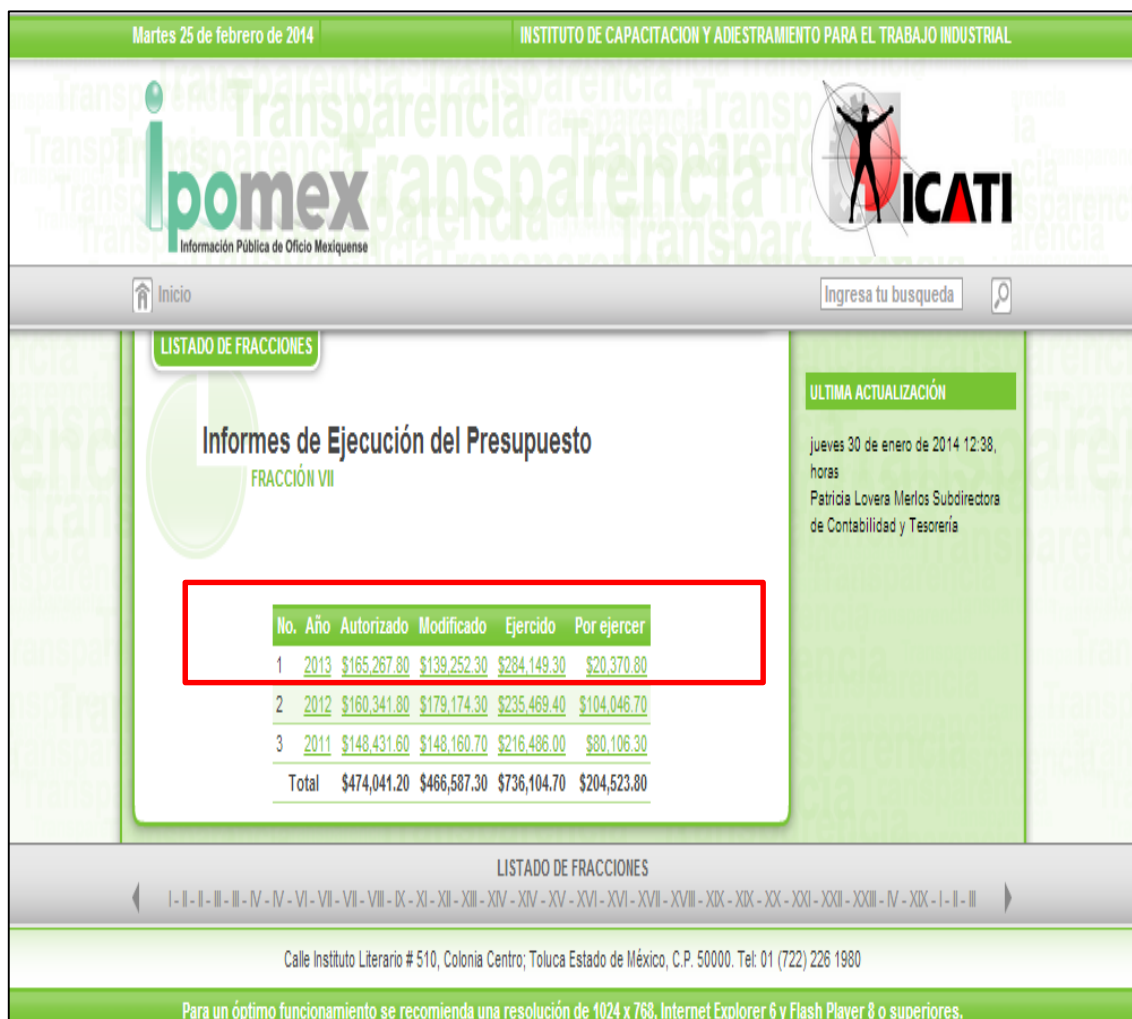 Martes 25 de febrero de 2014 INSTITUTO DE CAPACITACION Y ADIESTRAMIENTO PARA EL TRABAJO INDUSTRIAL
ipomex
Información Pública de Oficio Mexiquense
ICATI
Inicio Ingresa tu busqueda
LISTADO DE FRACCIONES
Informes de Ejecución del Presupuesto
FRACCIÓN VII
ULTIMA ACTUALIZACIÓN
jueves 30 de enero de 2014 12:38,
horas
Patricia Lovera Merlos Subdirectora
de Contabilidad y Tesorería
No. Año Autorizado Modificado Ejercido Por ejercer
1 2013 $165,267.80 $139,252.30 $284,149.30 $20,370.80
2 2012 $160,341.80 $179,174.30 $235,469.40 $104,046.70
3 2011 $148,431.60 $148,160.70 $216,486.00 $80,106.30
Total $474,041.20 $466,587.30 $736,104.70 $204,523.80
LISTADO DE FRACCIONES
I - II - II - III - III - IV - IV - VI - VII - VII - VIII - IX - XI - XII - XIII - XIV - XIV - XV - XVI - XVI - XVII - XVIII - XIX - XIX - XX - XXI - XXII - XXIII - IV - XIX - I - II - III
Calle Instituto Literario # 510, Colonia Centro; Toluca Estado de México, C.P. 50000. Tel: 01 (722) 226 1980
Para un óptimo funcionamiento se recomienda una resolución de 1024 x 768, Internet Explorer 6 y Flash Player 8 o superiores.